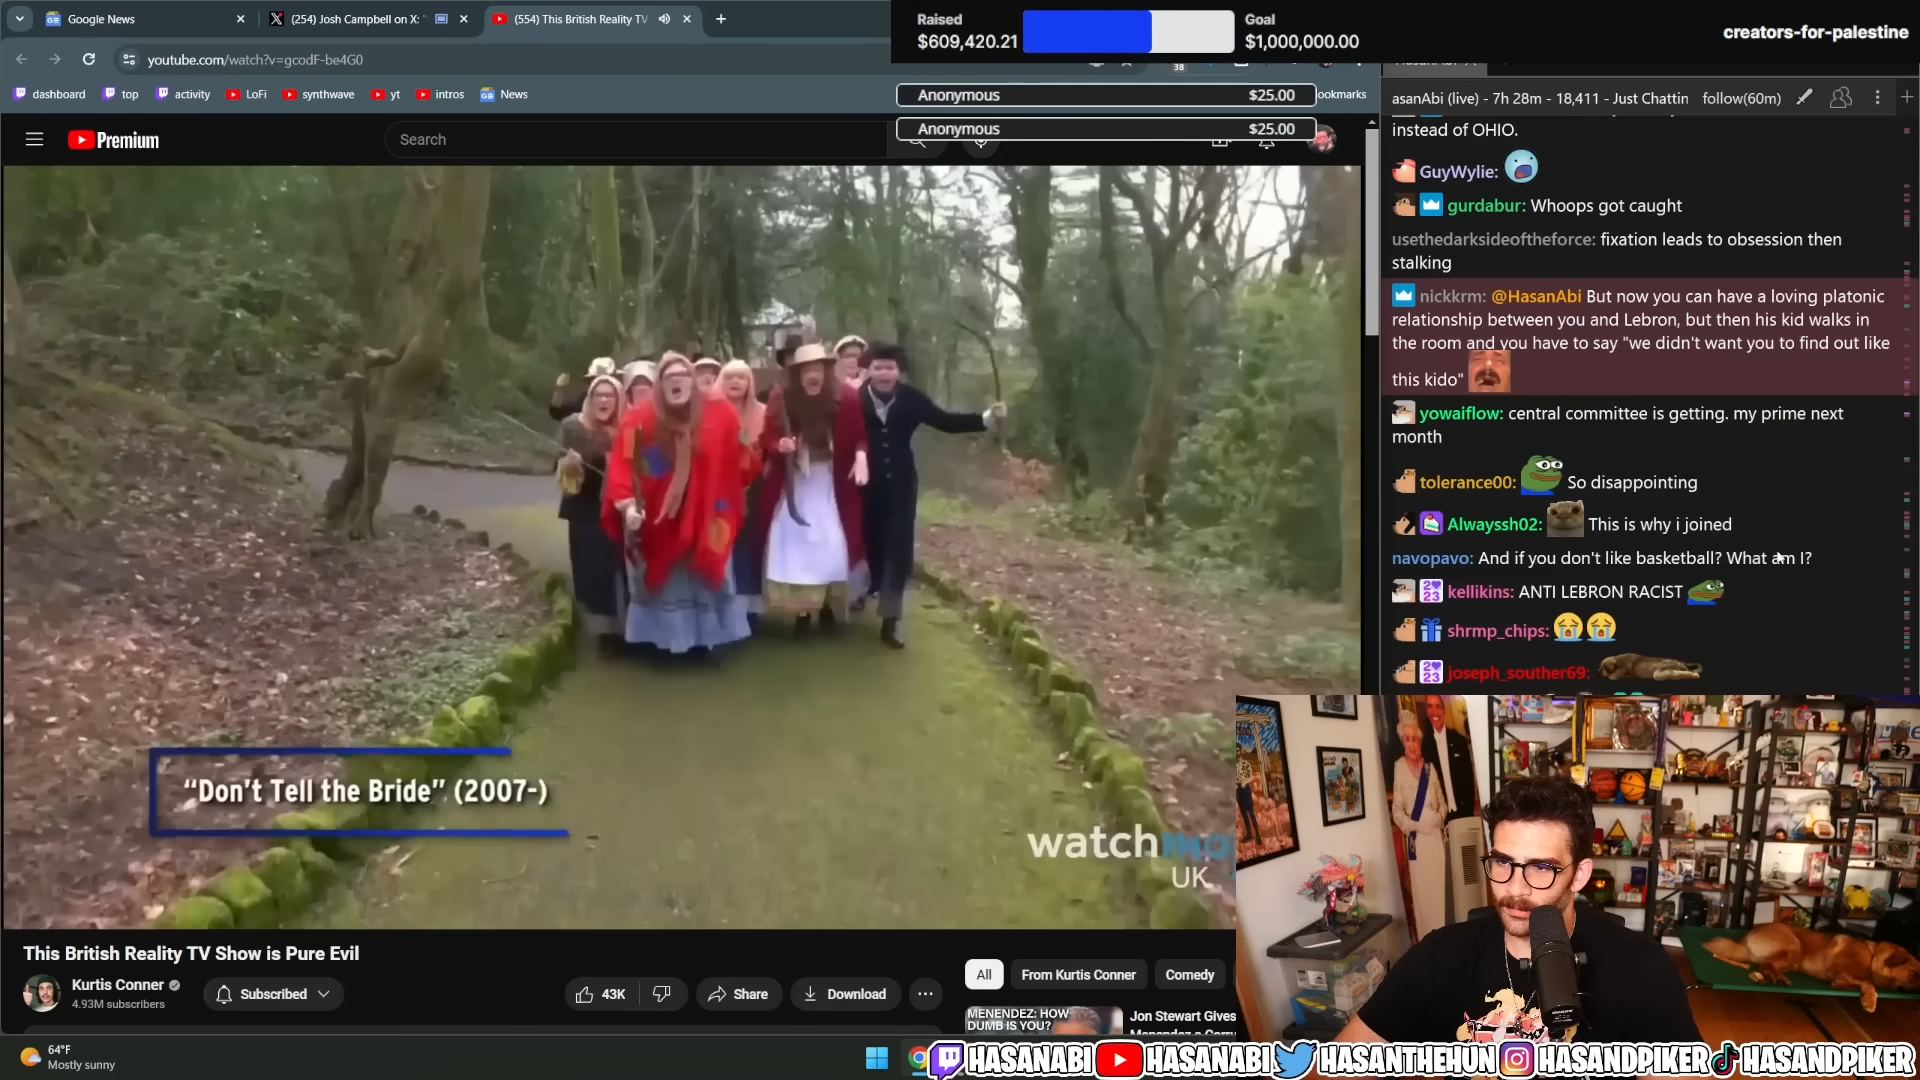 Google News
(254) Josh Campbell on X: "
(554) This British Reality TV
youtube.com/watch?v=gcodF-be4G0
dashboard
top
activity
LoFi
synthwave
yt
intros
News
ookmarks
38
Raised
$609,420.21
Goal
$1,000,000.00
creators-for-palestine
Anonymous $25.00
Anonymous $25.00
Premium
Search
asanAbi (live) - 7h 28m - 18,411 - Just Chattin
follow(60m)
instead of OHIO.
GuyWylie:
gurdabur: Whoops got caught
usethedarksideoftheforce: fixation leads to obsession then
stalking
nickkrm: @HasanAbi But now you can have a loving platonic
relationship between you and Lebron, but then his kid walks in
the room and you have to say "we didn't want you to find out like
this kido"
yowaiflow: central committee is getting. my prime next
month
tolerance00: So disappointing
Alwayssh02: This is why i joined
navopavo: And if you don't like basketball? What am I?
kellikins: ANTI LEBRON RACIST
shrmp_chips:
joseph_souther69:
"Don't Tell the Bride" (2007-)
watchmo
UK
This British Reality TV Show is Pure Evil
Kurtis Conner
4.93M subscribers
Subscribed
43K
Share
Download
All
From Kurtis Conner
Comedy
MENENDEZ: HOW
DUMB IS YOU?
Jon Stewart Gives
64°F
Mostly sunny
HASANABI
HASANABI
HASANTHEHUN
HASANDPIKER
HASANDPIKER